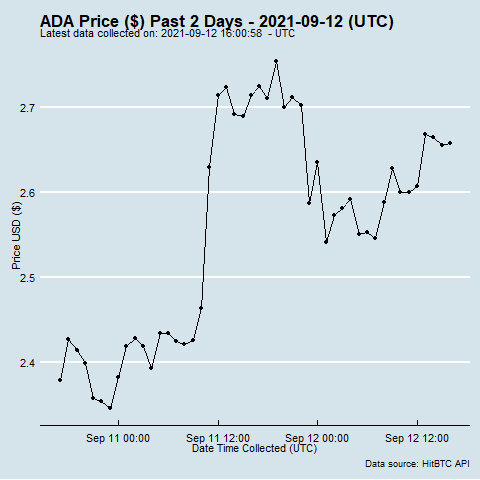 ADA Price ($) Past 2 Days - 2021-09-12 (UTC)
Latest data collected on: 2021-09-12 16:00:58 - UTC
Price USD ($)
2.7
2.6
2.5
2.4
Sep 11 00:00 Sep 11 12:00 Sep 12 00:00 Sep 12 12:00
Date Time Collected (UTC)
Data source: HitBTC API